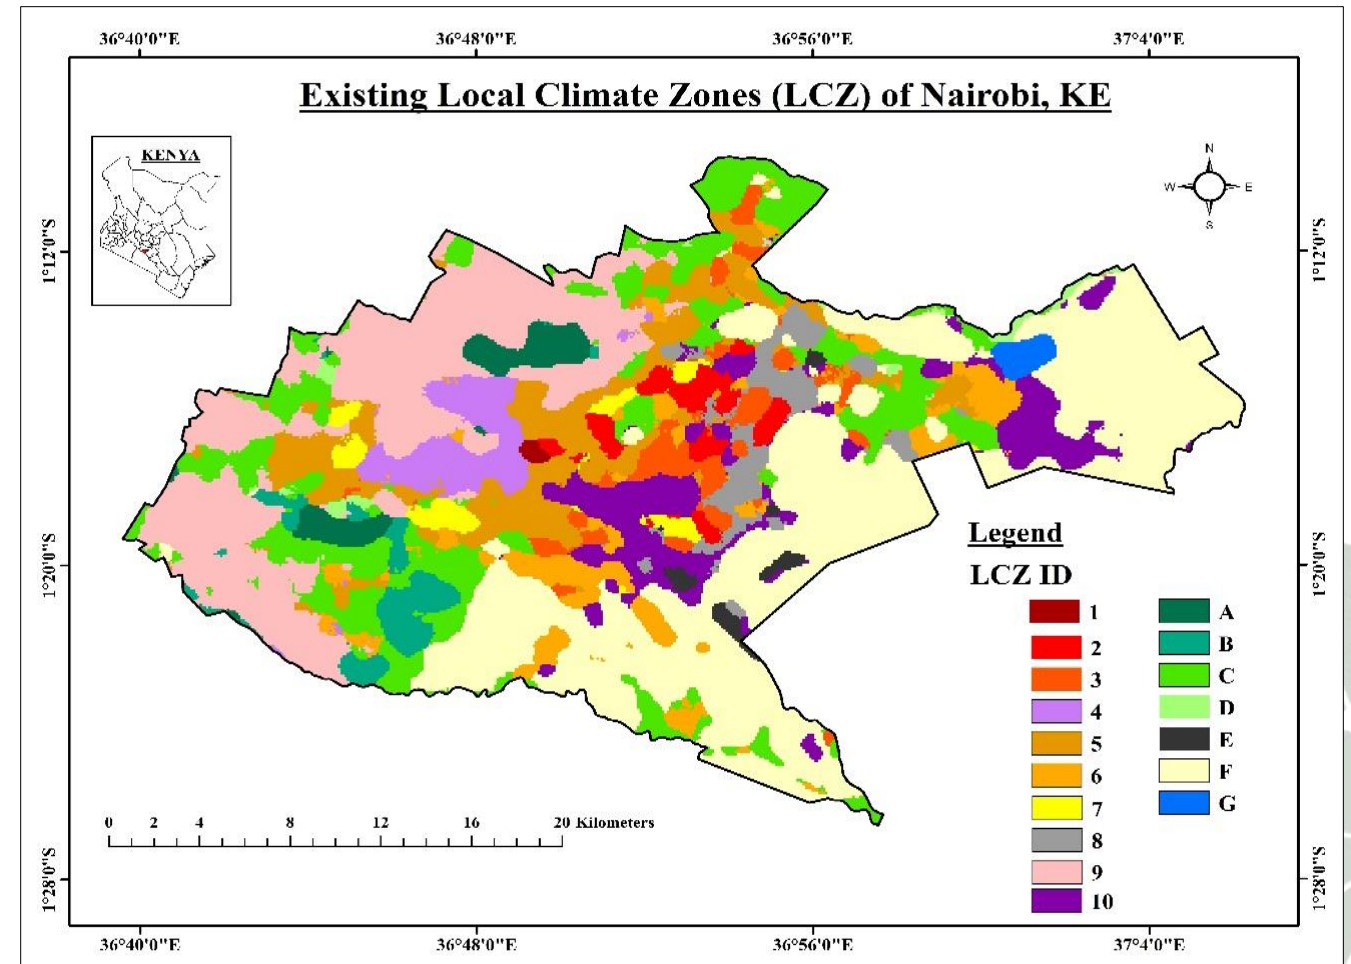 36°40'0"E 36°48'0"E 36°56'0"E 37°4'0"E
Existing Local Climate Zones (LCZ) of Nairobi, KE
KENYA
N
W E
S
1°12'0"S 1°12'0"S
1°20'0"S 1°20'0"S
1°28'0"S 1°28'0"S
Legend
LCZ ID
1 A
2 B
3 C
4 D
5 E
6 F
7 G
8
9
10
0 2 4 8 12 16 20 Kilometers
36°40'0"E 36°48'0"E 36°56'0"E 37°4'0"E